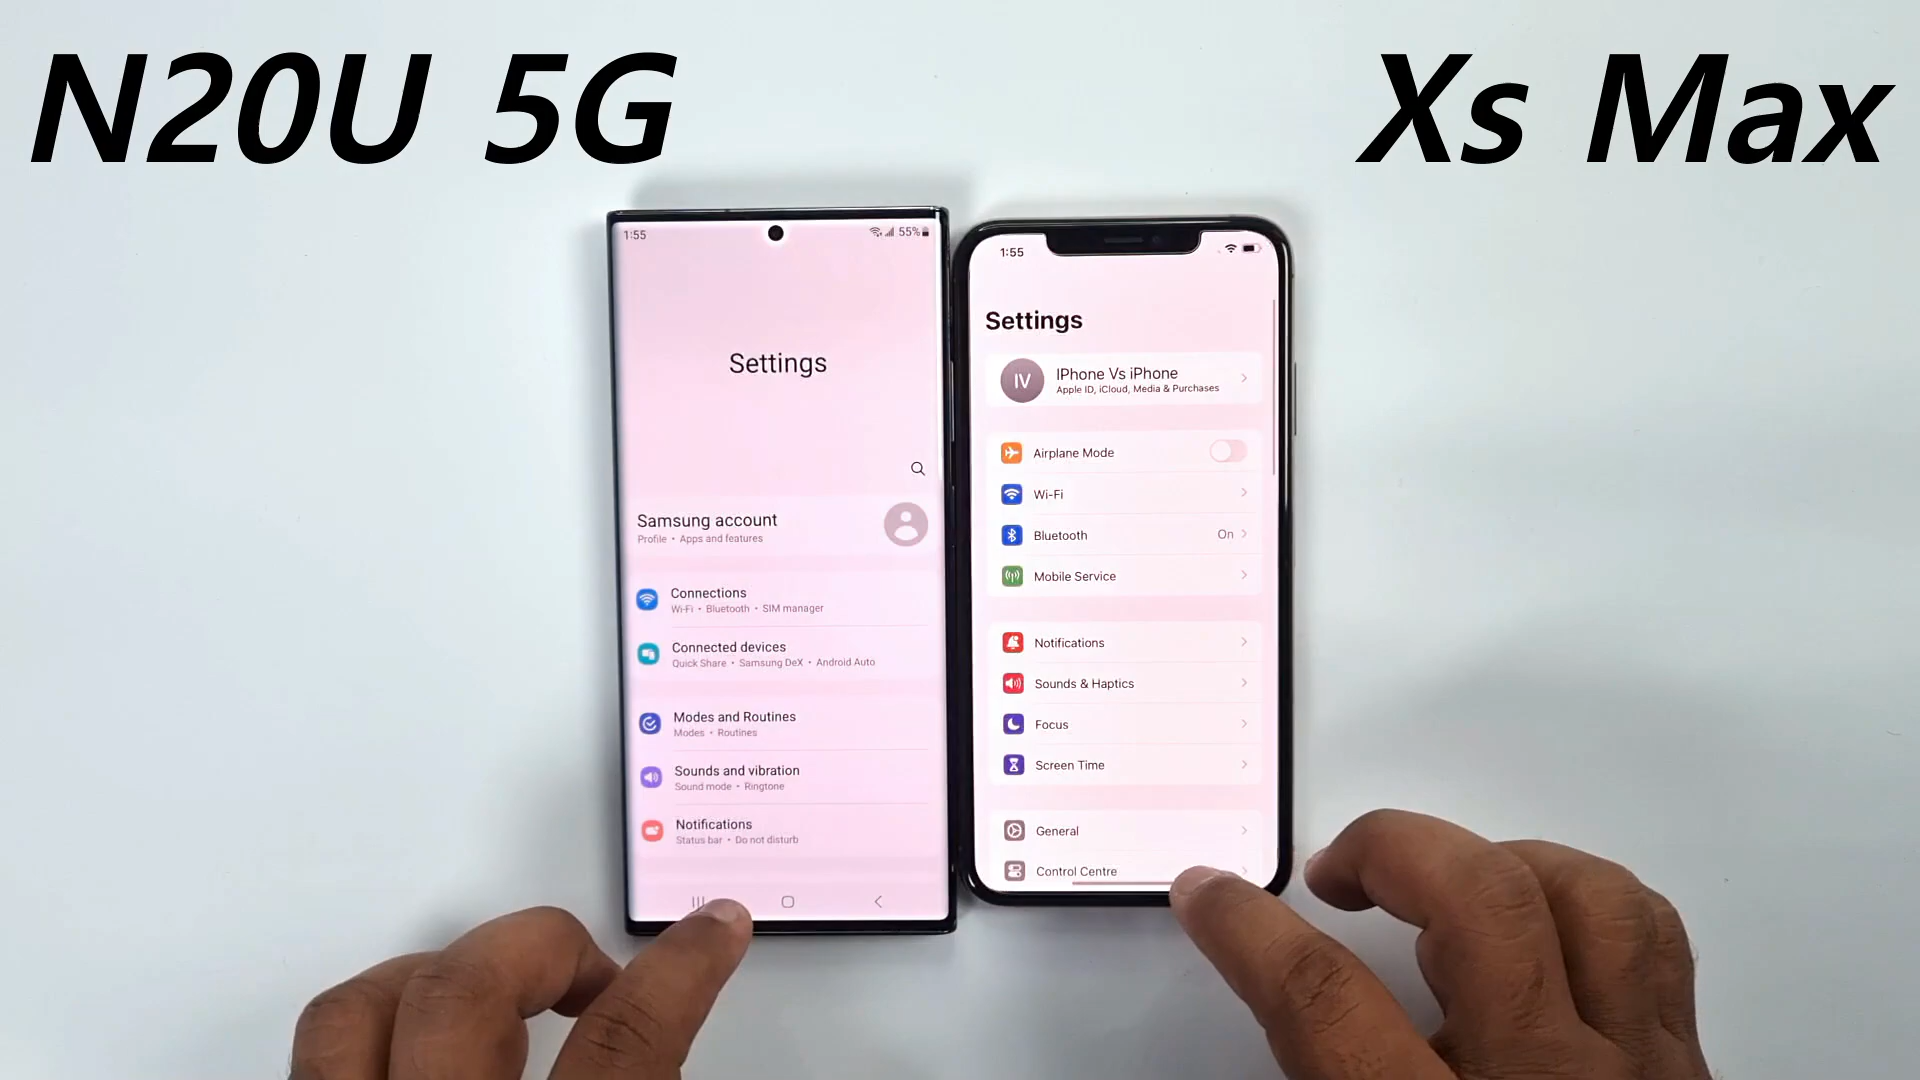 N20U 5G
Xs Max
1:55
55%
Settings
Samsung account
Profile • Apps and features
Connections
Wi-Fi • Bluetooth • SIM manager
Connected devices
Quick Share • Samsung DeX • Android Auto
Modes and Routines
Modes • Routines
Sounds and vibration
Sound mode • Ringtone
Notifications
Status bar • Do not disturb
1:55
Settings
IV
IPhone Vs iPhone
Apple ID, iCloud, Media & Purchases
Airplane Mode
Wi-Fi
Bluetooth On
Mobile Service
Notifications
Sounds & Haptics
Focus
Screen Time
General
Control Centre